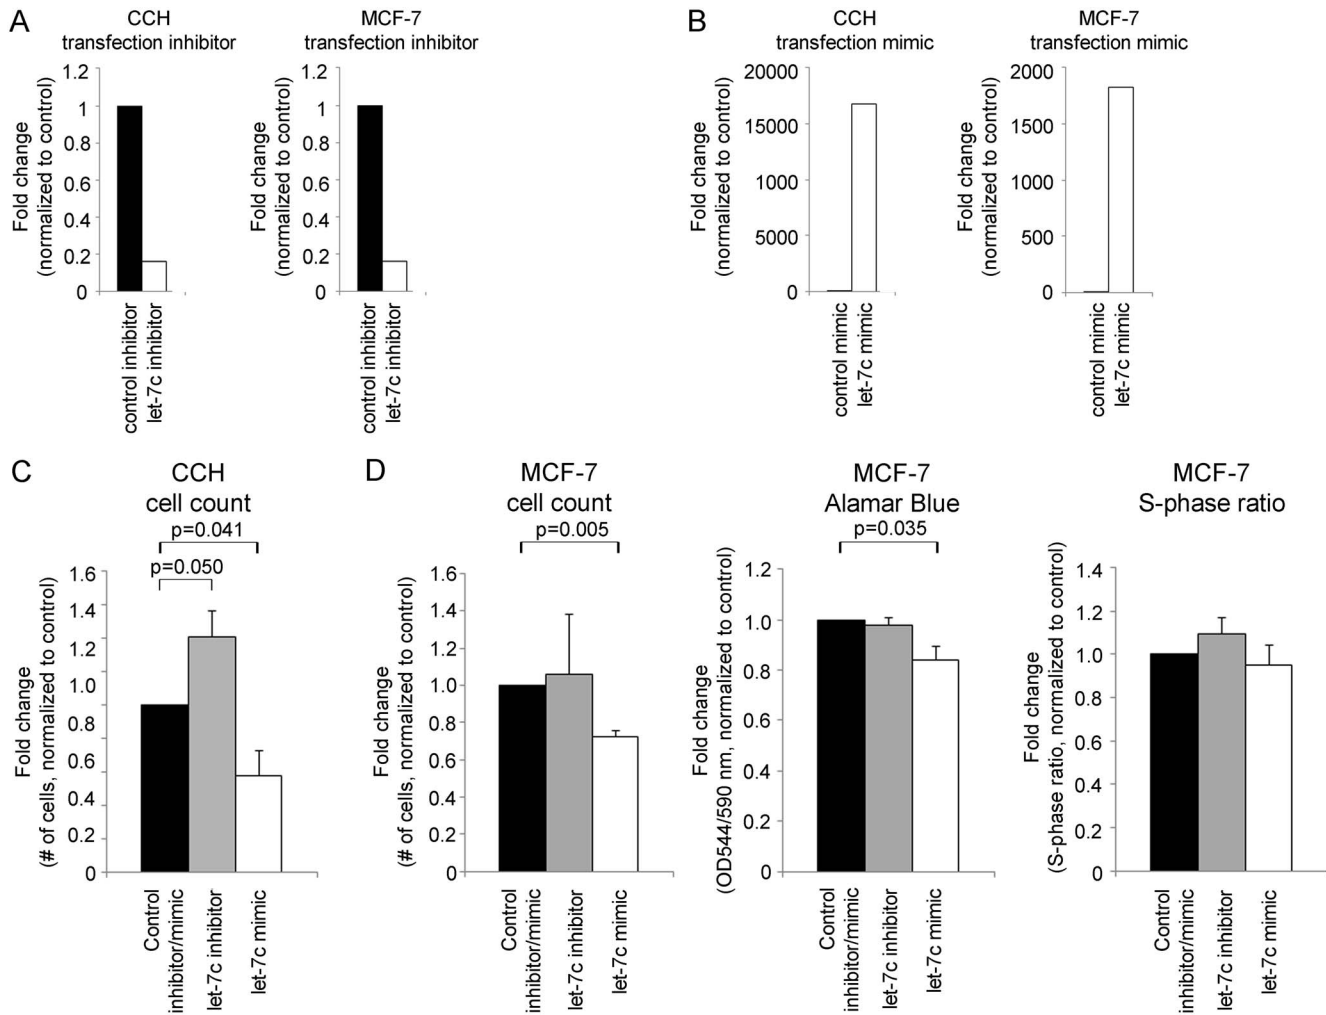 A
CCH
transfection inhibitor
Fold change
(normalized to control)
1.2
1
0.8
0.6
0.4
0.2
0
control inhibitor
let-7c inhibitor
MCF-7
transfection inhibitor
Fold change
(normalized to control)
1.2
1
0.8
0.6
0.4
0.2
0
control inhibitor
let-7c inhibitor
B
CCH
transfection mimic
Fold change
(normalized to control)
20000
15000
1000
5000
0
control mimic
let-7c mimic
MCF-7
transfection mimic
Fold change
(normalized to control)
2000
1500
1000
500
0
control mimic
let-7c mimic
C
CCH
cell count
p=0.041
p=0.050
Fold change
(# of cells, normalized to control)
1.6
1.4
1.2
1.0
0.8
0.6
0.4
0.2
0
Control
inhibitor/mimic
let-7c inhibitor
let-7c mimic
D
MCF-7
cell count
p=0.005
Fold change
(# of cells, normalized to control)
1.6
1.4
1.2
1.0
0.8
0.6
0.4
0.2
0
Control
inhibitor/mimic
let-7c inhibitor
let-7c mimic
MCF-7
Alamar Blue
p=0.035
Fold change
(OD544/590 nm, normalized to control)
1.2
1.0
0.8
0.6
0.4
0.2
0
Control
inhibitor/mimic
let-7c inhibitor
let-7c mimic
MCF-7
S-phase ratio
Fold change
(S-phase ratio, normalized to control)
1.4
1.2
1.0
0.8
0.6
0.4
0.2
0
Control
inhibitor/mimic
let-7c inhibitor
let-7c mimic